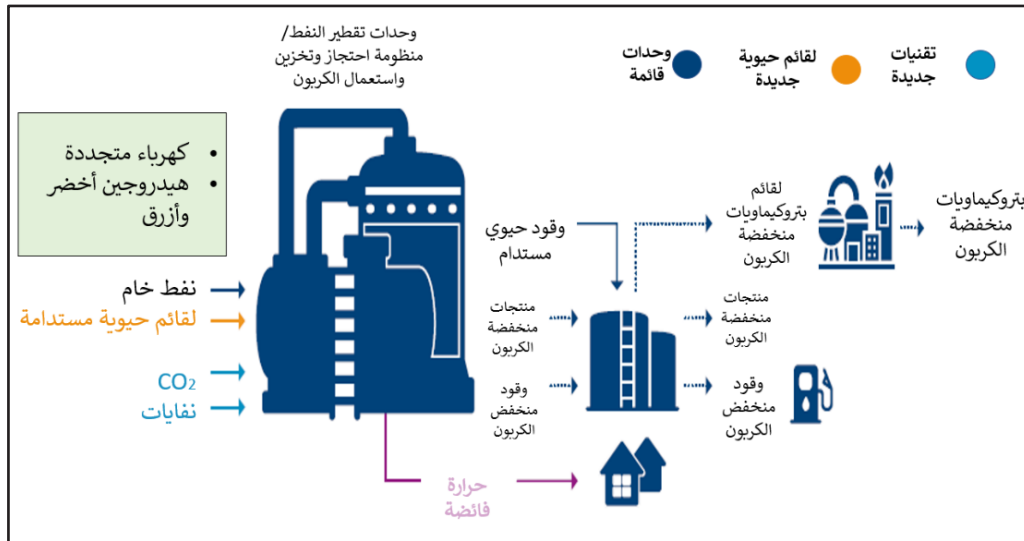 وحدات تقطير النفط/
منظومة احتجاز وتخزين
واستعمال الكربون
تقنيات
جديدة
لقائم حيوية
جديدة
وحدات
قائمة
• كهرباء متجددة
• هيدروجين أخضر
وأزرق
نفط خام
لقائم حيوية مستدامة
CO₂
نفايات
وقود حيوي
مستدام
منتجات
منخفضة
الكربون
وقود
منخفض
الكربون
لقائم
بتروكيماويات
منخفضة
الكربون
بتروكيماويات
منخفضة
الكربون
منتجات
منخفضة
الكربون
وقود
منخفض
الكربون
حرارة
فائضة